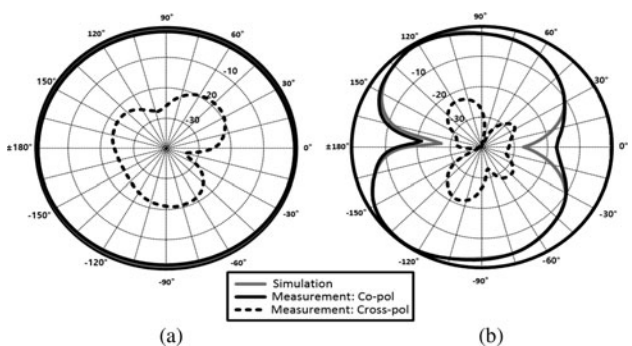 90° 90°
120° 60° 120° 60°
150° -10 30° 150° -10 30°
-20 -20
-30 -30
±180° 0° ±180° 0°
-150° -30° -150° -30°
-120° -60° -120° -60°
-90° -90°
Simulation
Measurement: Co-pol
Measurement: Cross-pol
(a) (b)